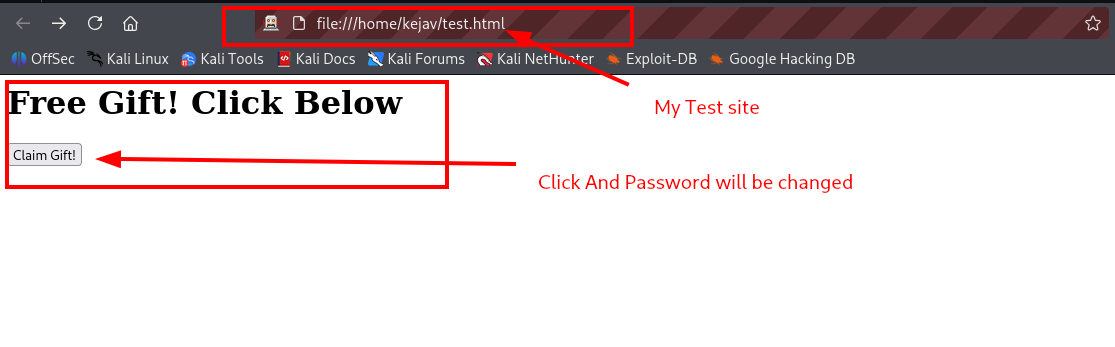 file:///home/kejav/test.html
OffSec Kali Linux Kali Tools Kali Docs Kali Forums Kali NetHunter Exploit-DB Google Hacking DB
Free Gift! Click Below
My Test site
Claim Gift!
Click And Password will be changed